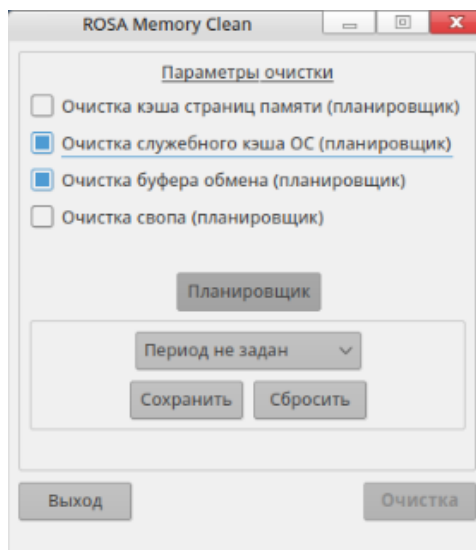 ROSA Memory Clean
Параметры очистки
Очистка кэша страниц памяти (планировщик)
Очистка служебного кэша ОС (планировщик)
Очистка буфера обмена (планировщик)
Очистка свопа (планировщик)
Планировщик
Период не задан
Сохранить Сбросить
Выход Очистка